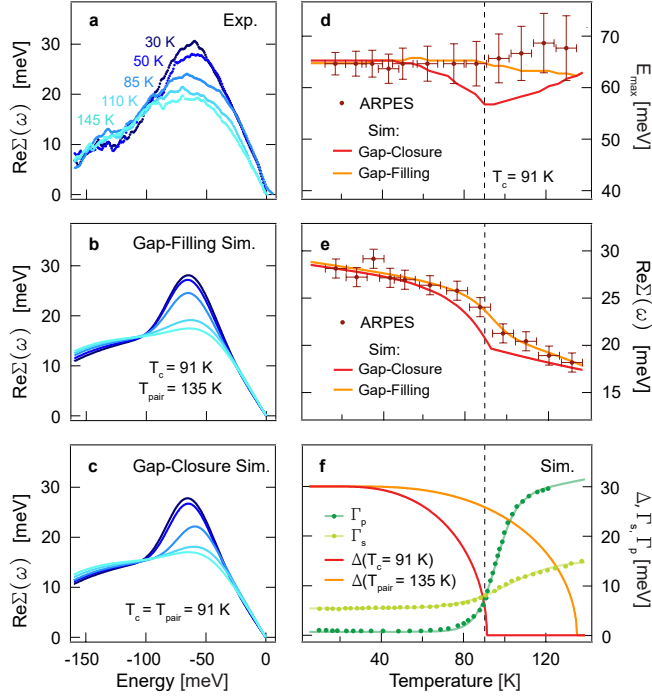 a
Exp.
30 K
50 K
85 K
110 K
145 K
30
20
10
0
ReΣ(ω) [meV]
−150
−100
−50
0
d
ARPES
Sim:
Gap-Closure
Gap-Filling
T_c = 91 K
60
50
40
E_max [meV]
b
Gap-Filling Sim.
T_c = 91 K
T_pair = 135 K
30
20
10
0
ReΣ(ω) [meV]
e
ARPES
Sim:
Gap-Closure
Gap-Filling
30
25
20
15
ReΣ(ω) [meV]
c
Gap-Closure Sim.
T_c = T_pair = 91 K
30
20
10
0
ReΣ(ω) [meV]
−150
−100
−50
0
Energy [meV]
f
Sim.
Γ_p
Γ_s
Δ(T_c = 91 K)
Δ(T_pair = 135 K)
30
20
10
0
Δ, Γ_s, Γ_p [meV]
40
80
120
Temperature [K]